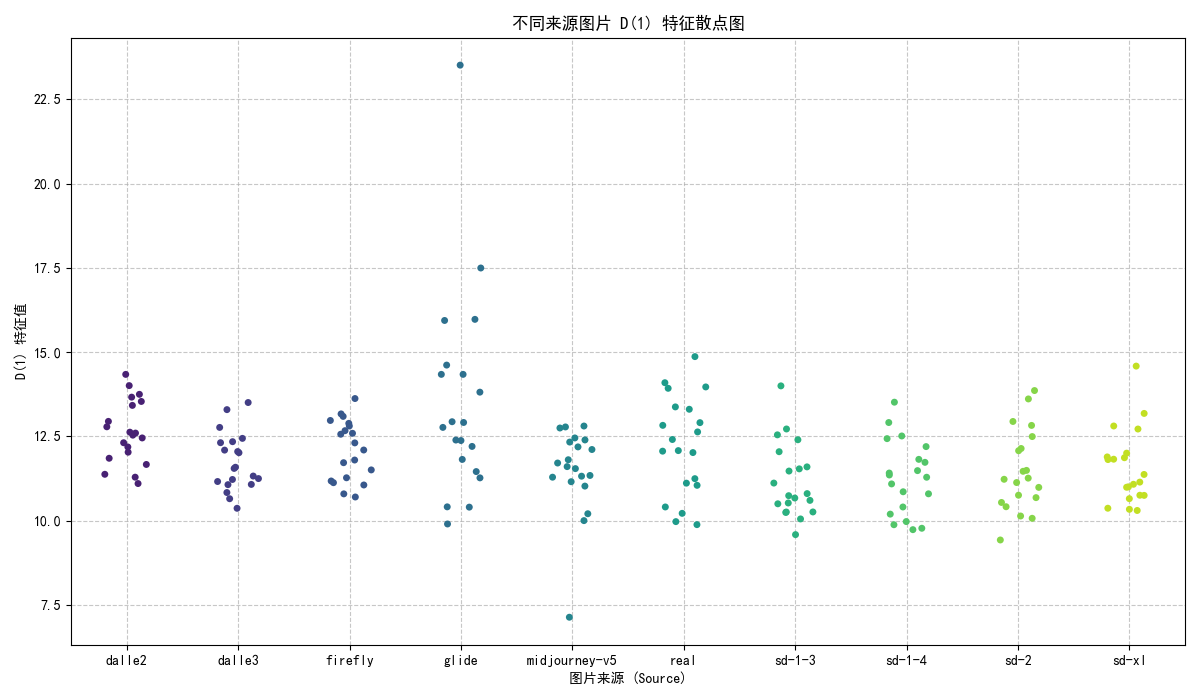 不同来源图片 D(1) 特征散点图
D(1) 特征值
22.5
20.0
17.5
15.0
12.5
10.0
7.5
dalle2 dalle3 firefly glide midjourney-v5 real sd-1-3 sd-1-4 sd-2 sd-xl
图片来源 (Source)